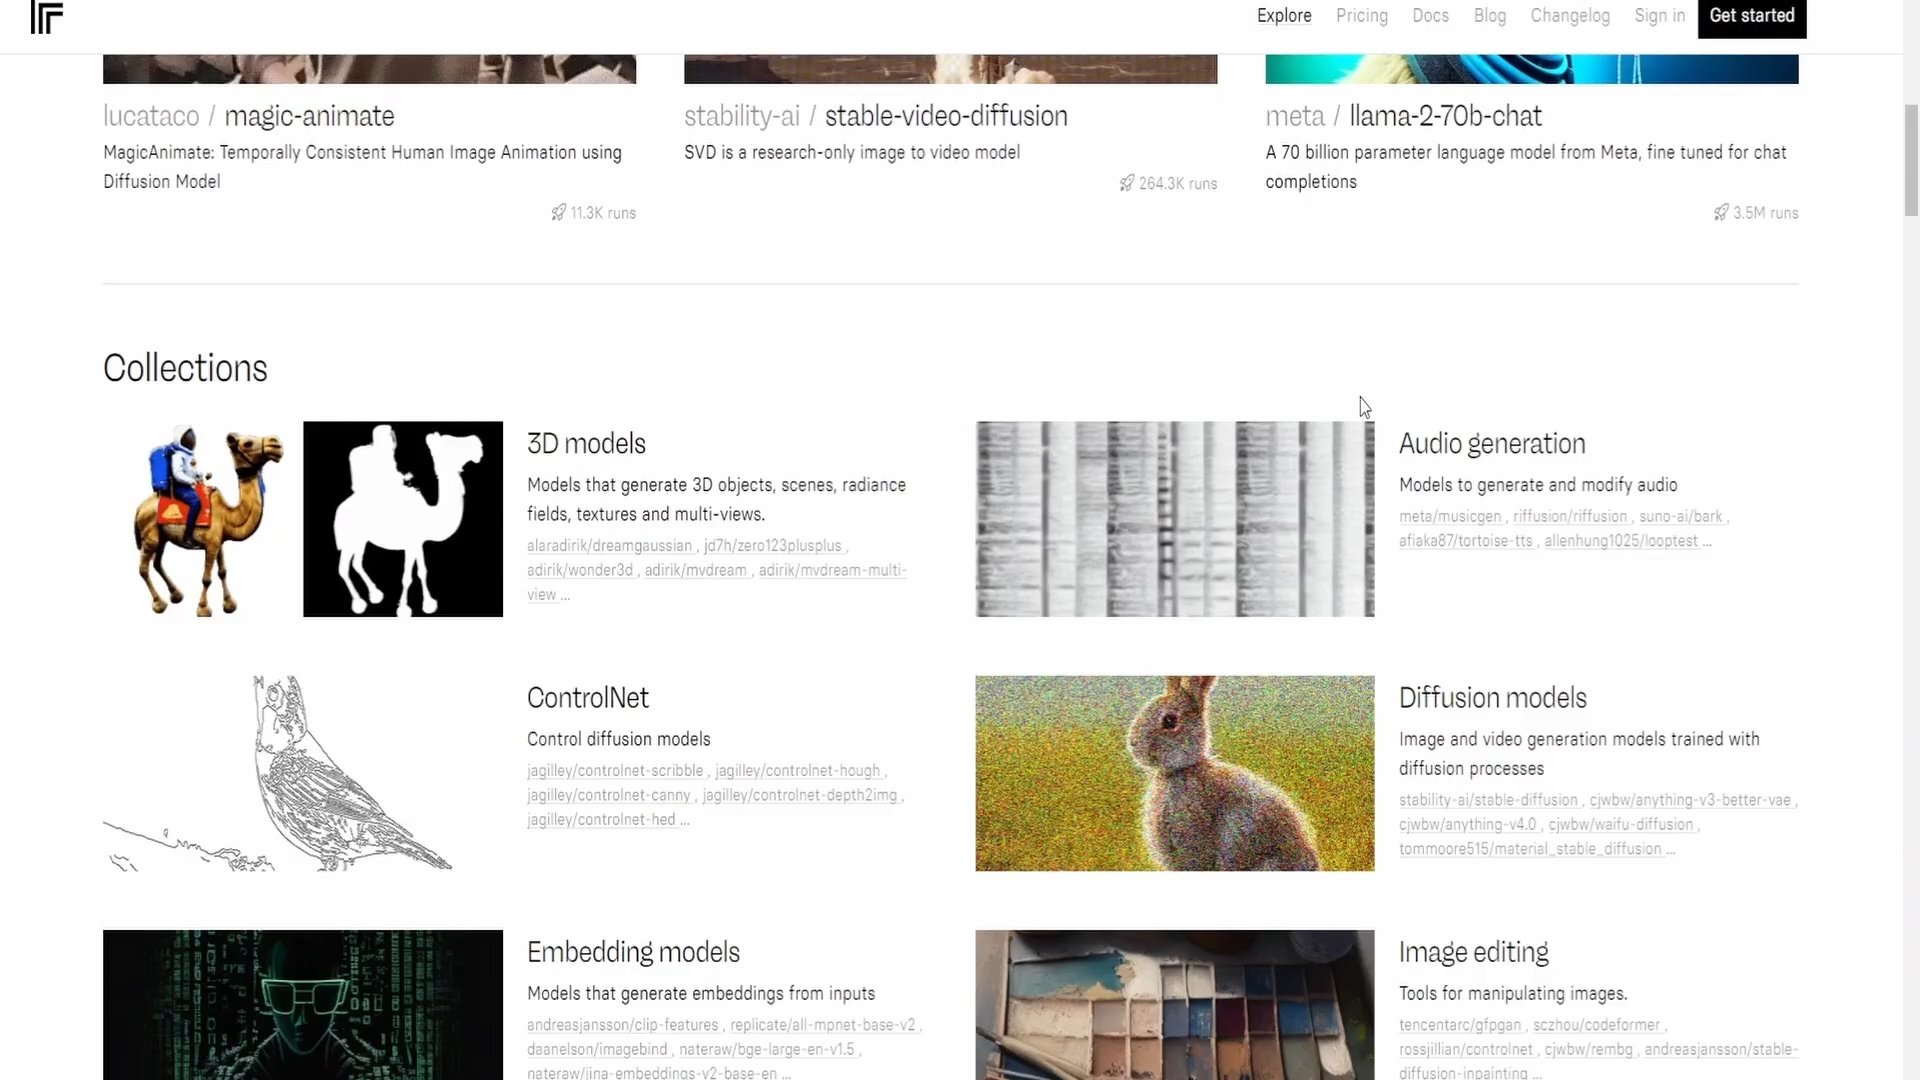 Explore Pricing Docs Blog Changelog Sign in Get started
lucataco / magic-animate
MagicAnimate: Temporally Consistent Human Image Animation using
Diffusion Model
11.3K runs
stability-ai / stable-video-diffusion
SVD is a research-only image to video model
264.3K runs
meta / llama-2-70b-chat
A 70 billion parameter language model from Meta, fine tuned for chat
completions
3.5M runs
Collections
3D models
Models that generate 3D objects, scenes, radiance
fields, textures and multi-views.
alaradirik/dreamgaussian , jd7h/zero123plusplus ,
adirik/wonder3d , adirik/mvdream , adirik/mvdream-multi-
view ...
Audio generation
Models to generate and modify audio
meta/musicgen , riffusion/riffusion , suno-ai/bark ,
afiaka87/tortoise-tts , allenhung1025/looptest ...
ControlNet
Control diffusion models
jagilley/controlnet-scribble , jagilley/controlnet-hough ,
jagilley/controlnet-canny , jagilley/controlnet-depth2img ,
jagilley/controlnet-hed ...
Diffusion models
Image and video generation models trained with
diffusion processes
stability-ai/stable-diffusion , cjwbw/anything-v3-better-vae ,
cjwbw/anything-v4.0 , cjwbw/waifu-diffusion ,
tommoore515/material_stable_diffusion ...
Embedding models
Models that generate embeddings from inputs
andreasjansson/clip-features , replicate/all-mpnet-base-v2 ,
daanelson/imagebind , nateraw/bge-large-en-v1.5 ,
nateraw/jina-embeddings-v2-base-en ...
Image editing
Tools for manipulating images.
tencentarc/gfpgan , sczhou/codeformer ,
rossjillian/controlnet , cjwbw/rembg , andreasjansson/stable-
diffusion-inpainting ...